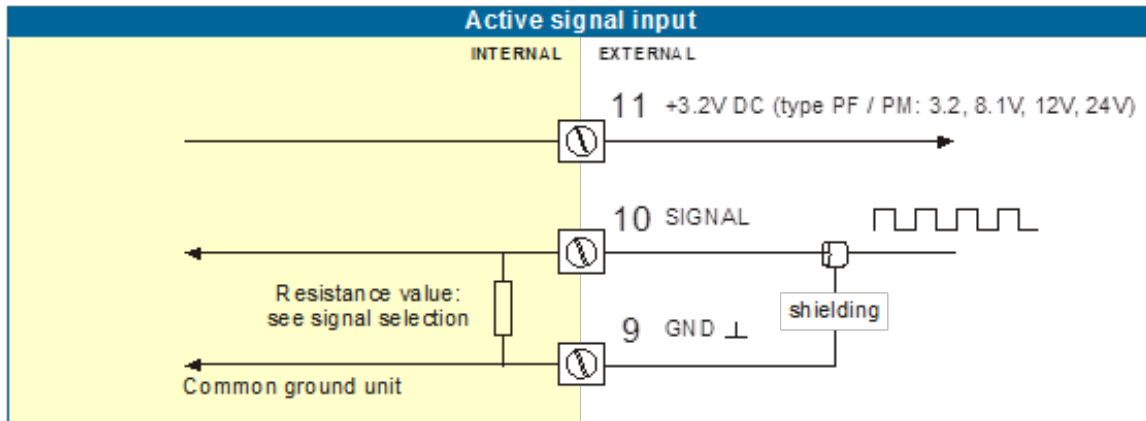 Active signal input
INTERNAL EXTERNAL
11 +3.2V DC (type PF / PM: 3.2, 8.1V, 12V, 24V)
10 SIGNAL
Resistance value:
see signal selection
shielding
9 GND ⊥
Common ground unit